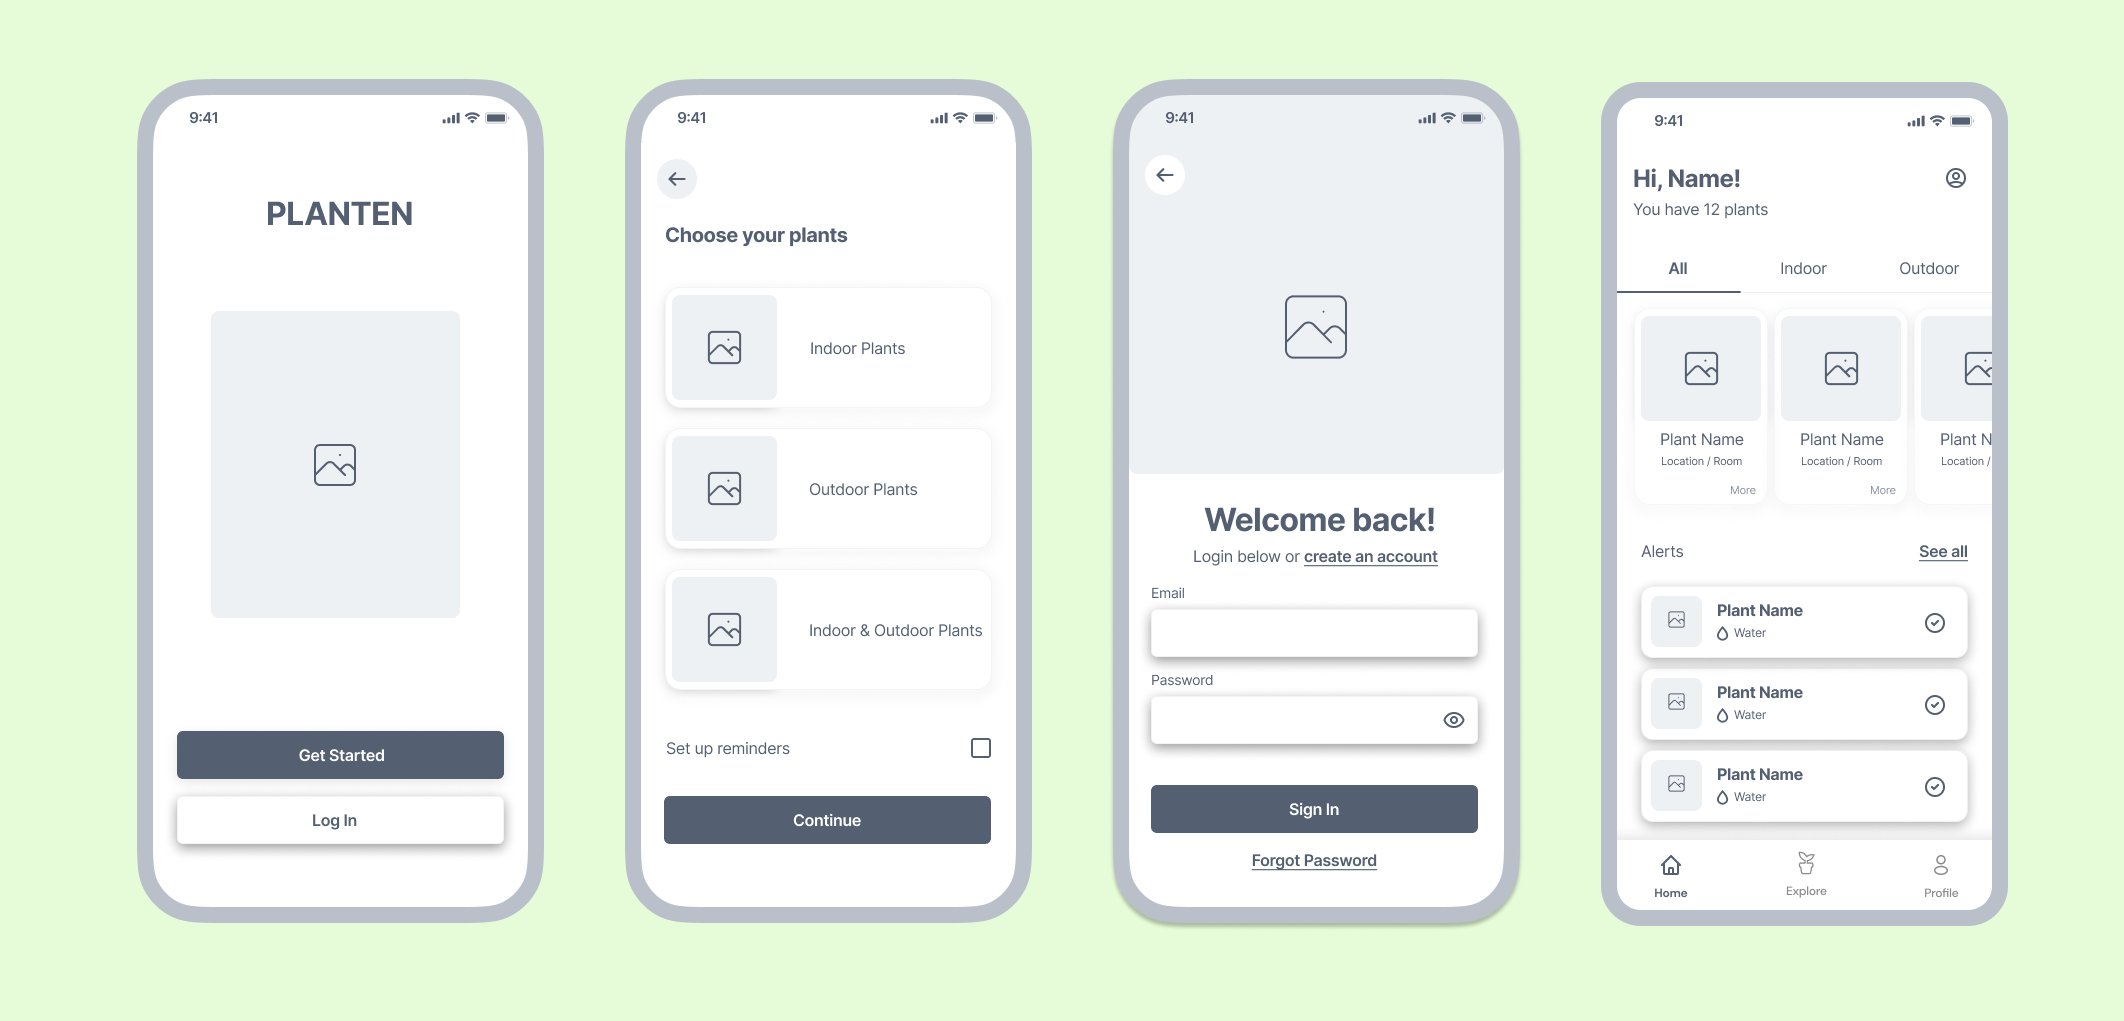 9:41
PLANTEN
Get Started
Log In
9:41
Choose your plants
Indoor Plants
Outdoor Plants
Indoor & Outdoor Plants
Set up reminders
Continue
9:41
Welcome back!
Login below or create an account
Email
Password
Sign In
Forgot Password
9:41
Hi, Name!
You have 12 plants
All Indoor Outdoor
Plant Name Plant Name Plant N
Location / Room Location / Room Location /
More More
Alerts See all
Plant Name
Water
Plant Name
Water
Plant Name
Water
Home Explore Profile